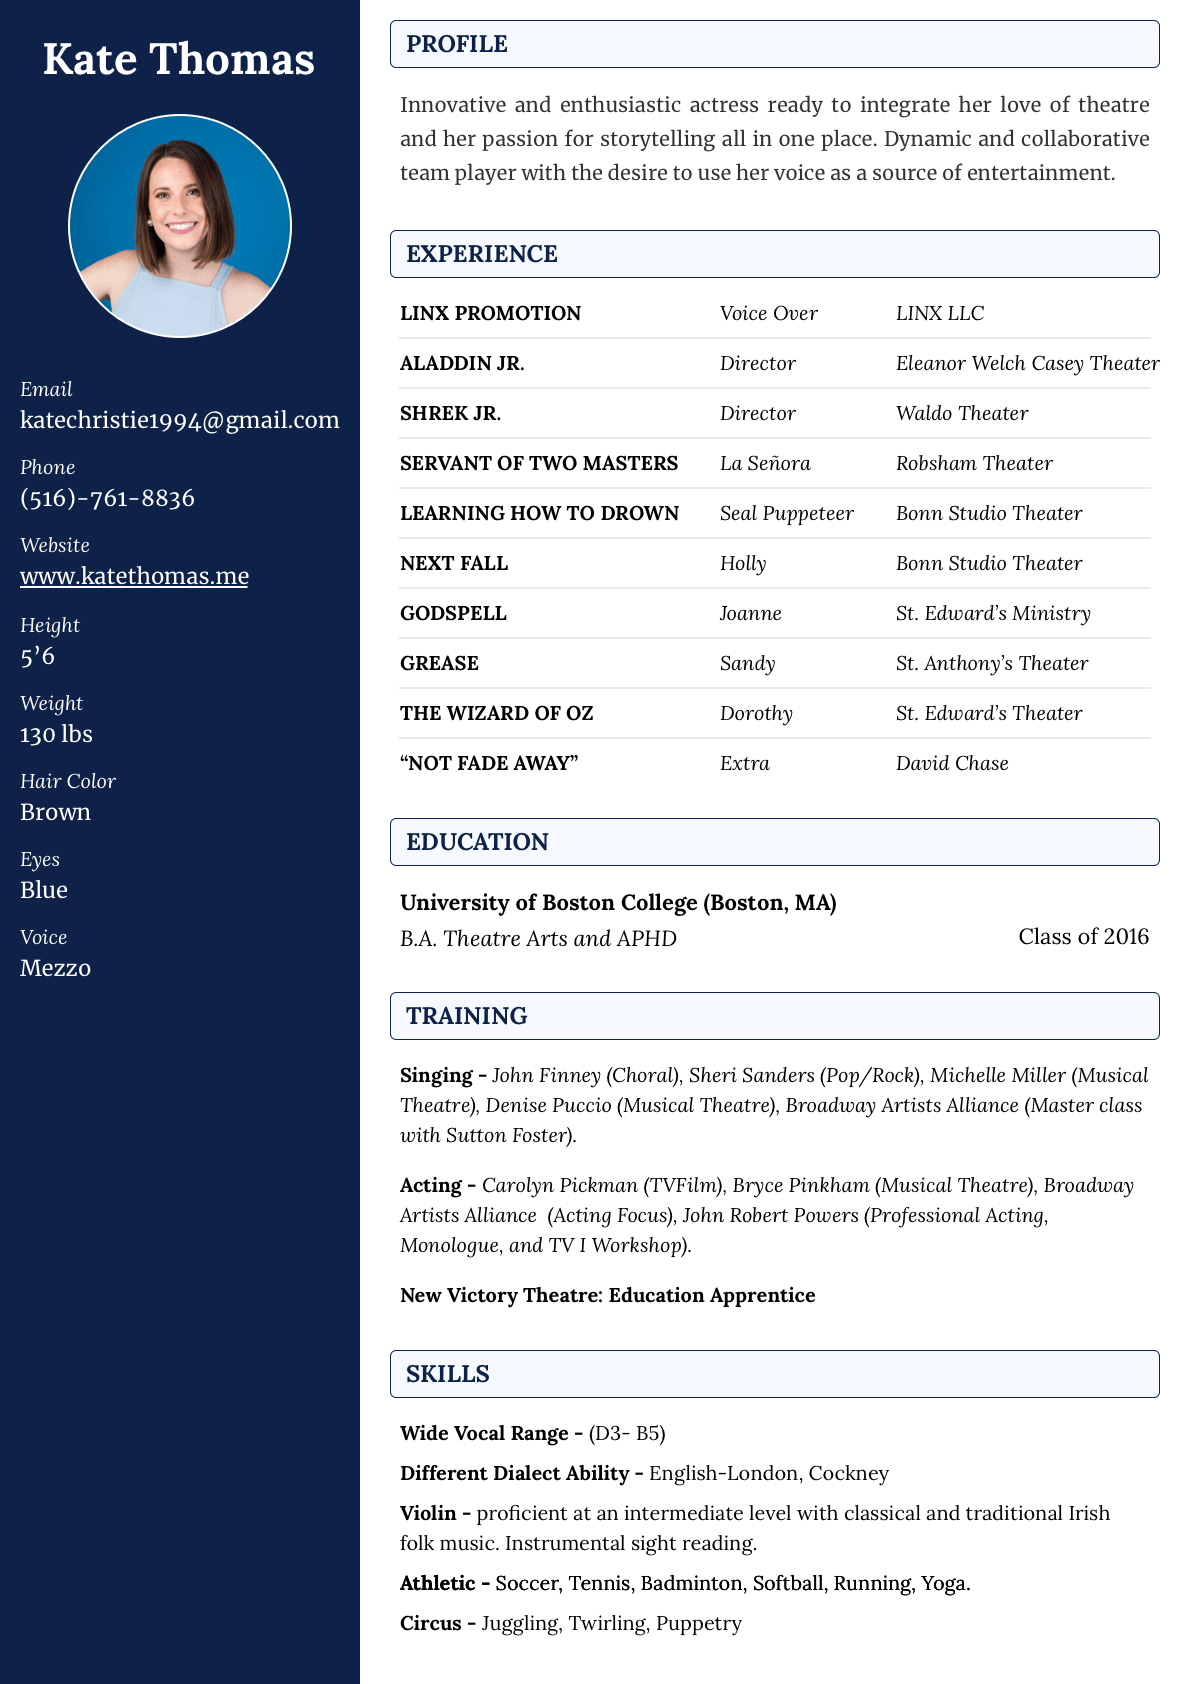 Kate Thomas
Email
katechristie1994@gmail.com
Phone
(516)-761-8836
Website
www.katethomas.me
Height
5’6
Weight
130 lbs
Hair Color
Brown
Eyes
Blue
Voice
Mezzo
PROFILE
Innovative and enthusiastic actress ready to integrate her love of theatre
and her passion for storytelling all in one place. Dynamic and collaborative
team player with the desire to use her voice as a source of entertainment.
EXPERIENCE
LINX PROMOTION Voice Over LINX LLC
ALADDIN JR. Director Eleanor Welch Casey Theater
SHREK JR. Director Waldo Theater
SERVANT OF TWO MASTERS La Señora Robsham Theater
LEARNING HOW TO DROWN Seal Puppeteer Bonn Studio Theater
NEXT FALL Holly Bonn Studio Theater
GODSPELL Joanne St. Edward’s Ministry
GREASE Sandy St. Anthony’s Theater
THE WIZARD OF OZ Dorothy St. Edward’s Theater
“NOT FADE AWAY” Extra David Chase
EDUCATION
University of Boston College (Boston, MA)
B.A. Theatre Arts and APHD Class of 2016
TRAINING
Singing - John Finney (Choral), Sheri Sanders (Pop/Rock), Michelle Miller (Musical
Theatre), Denise Puccio (Musical Theatre), Broadway Artists Alliance (Master class
with Sutton Foster).
Acting - Carolyn Pickman (TVFilm), Bryce Pinkham (Musical Theatre), Broadway
Artists Alliance (Acting Focus), John Robert Powers (Professional Acting,
Monologue, and TV I Workshop).
New Victory Theatre: Education Apprentice
SKILLS
Wide Vocal Range - (D3- B5)
Different Dialect Ability - English-London, Cockney
Violin - proficient at an intermediate level with classical and traditional Irish
folk music. Instrumental sight reading.
Athletic - Soccer, Tennis, Badminton, Softball, Running, Yoga.
Circus - Juggling, Twirling, Puppetry